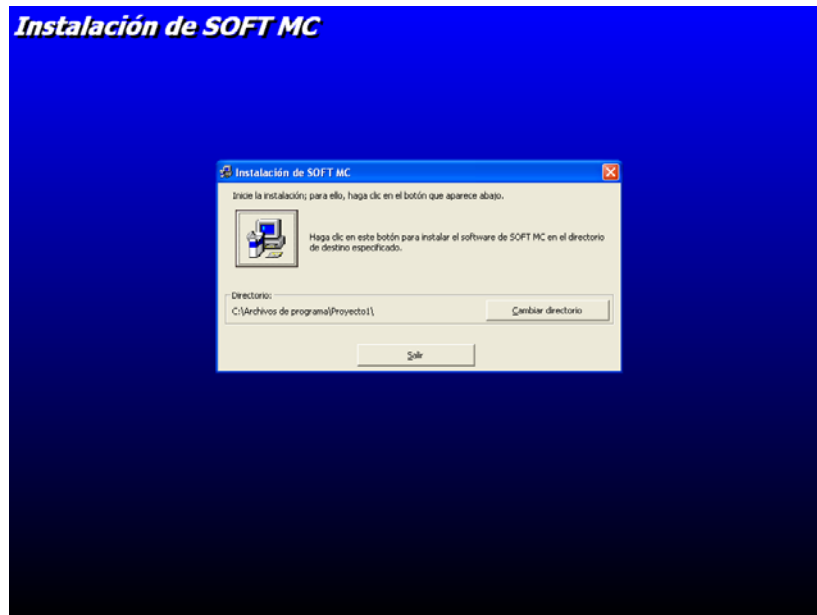 Instalación de SOFT MC
Instalación de SOFT MC
Inicie la instalación; para ello, haga clic en el botón que aparece abajo.
Haga clic en este botón para instalar el software de SOFT MC en el directorio
de destino especificado.
Directorio:
C:\Archivos de programa\Proyecto1\
Cambiar directorio
Salir